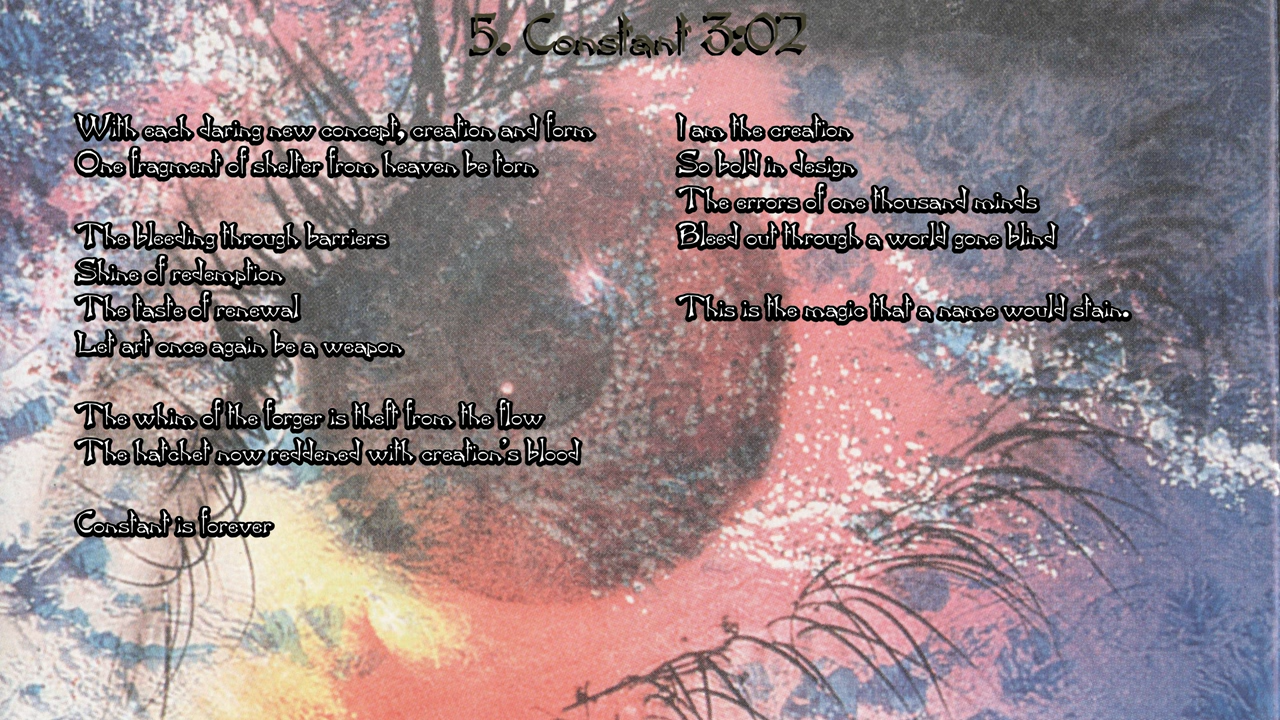 5. Constant 3:02
With each daring new concept, creation and form
One fragment of shelter from heaven be torn
The bleeding through barriers
Shine of redemption
The taste of renewal
Let art once again be a weapon
The whim of the forger is theft from the flow
The hatchet now reddened with creation's blood
Constant is forever
I am the creation
So bold in design
The errors of one thousand minds
Bleed out through a world gone blind
This is the magic that a name would stain.